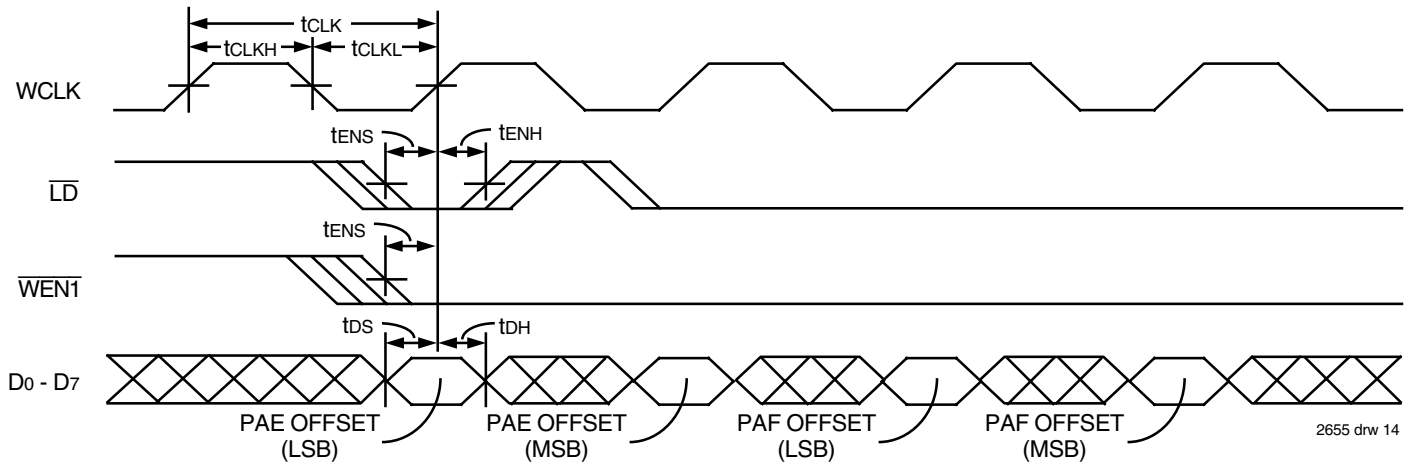 tCLK
tCLKH
tCLKL
WCLK
tENS
tENH
LD
tENS
WEN1
tDS
tDH
D0 - D7
PAE OFFSET
(LSB)
PAE OFFSET
(MSB)
PAF OFFSET
(LSB)
PAF OFFSET
(MSB)
2655 drw 14